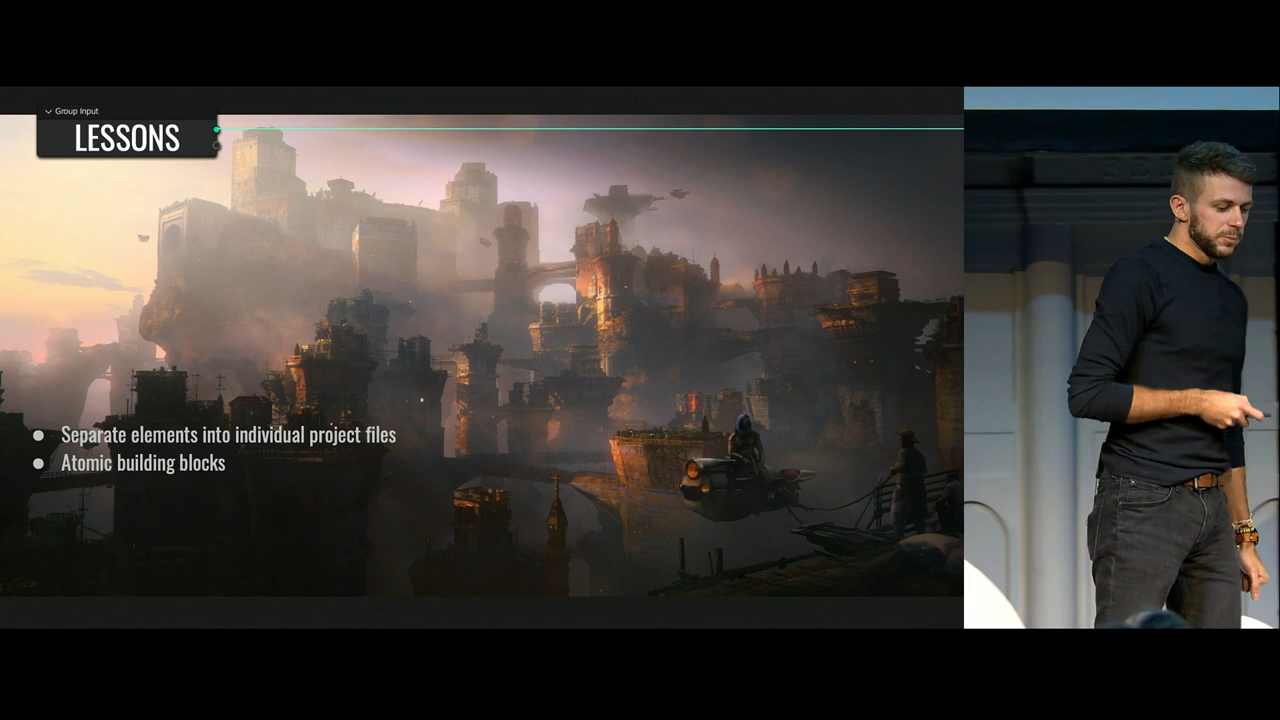 Group Input
LESSONS
Separate elements into individual project files
Atomic building blocks